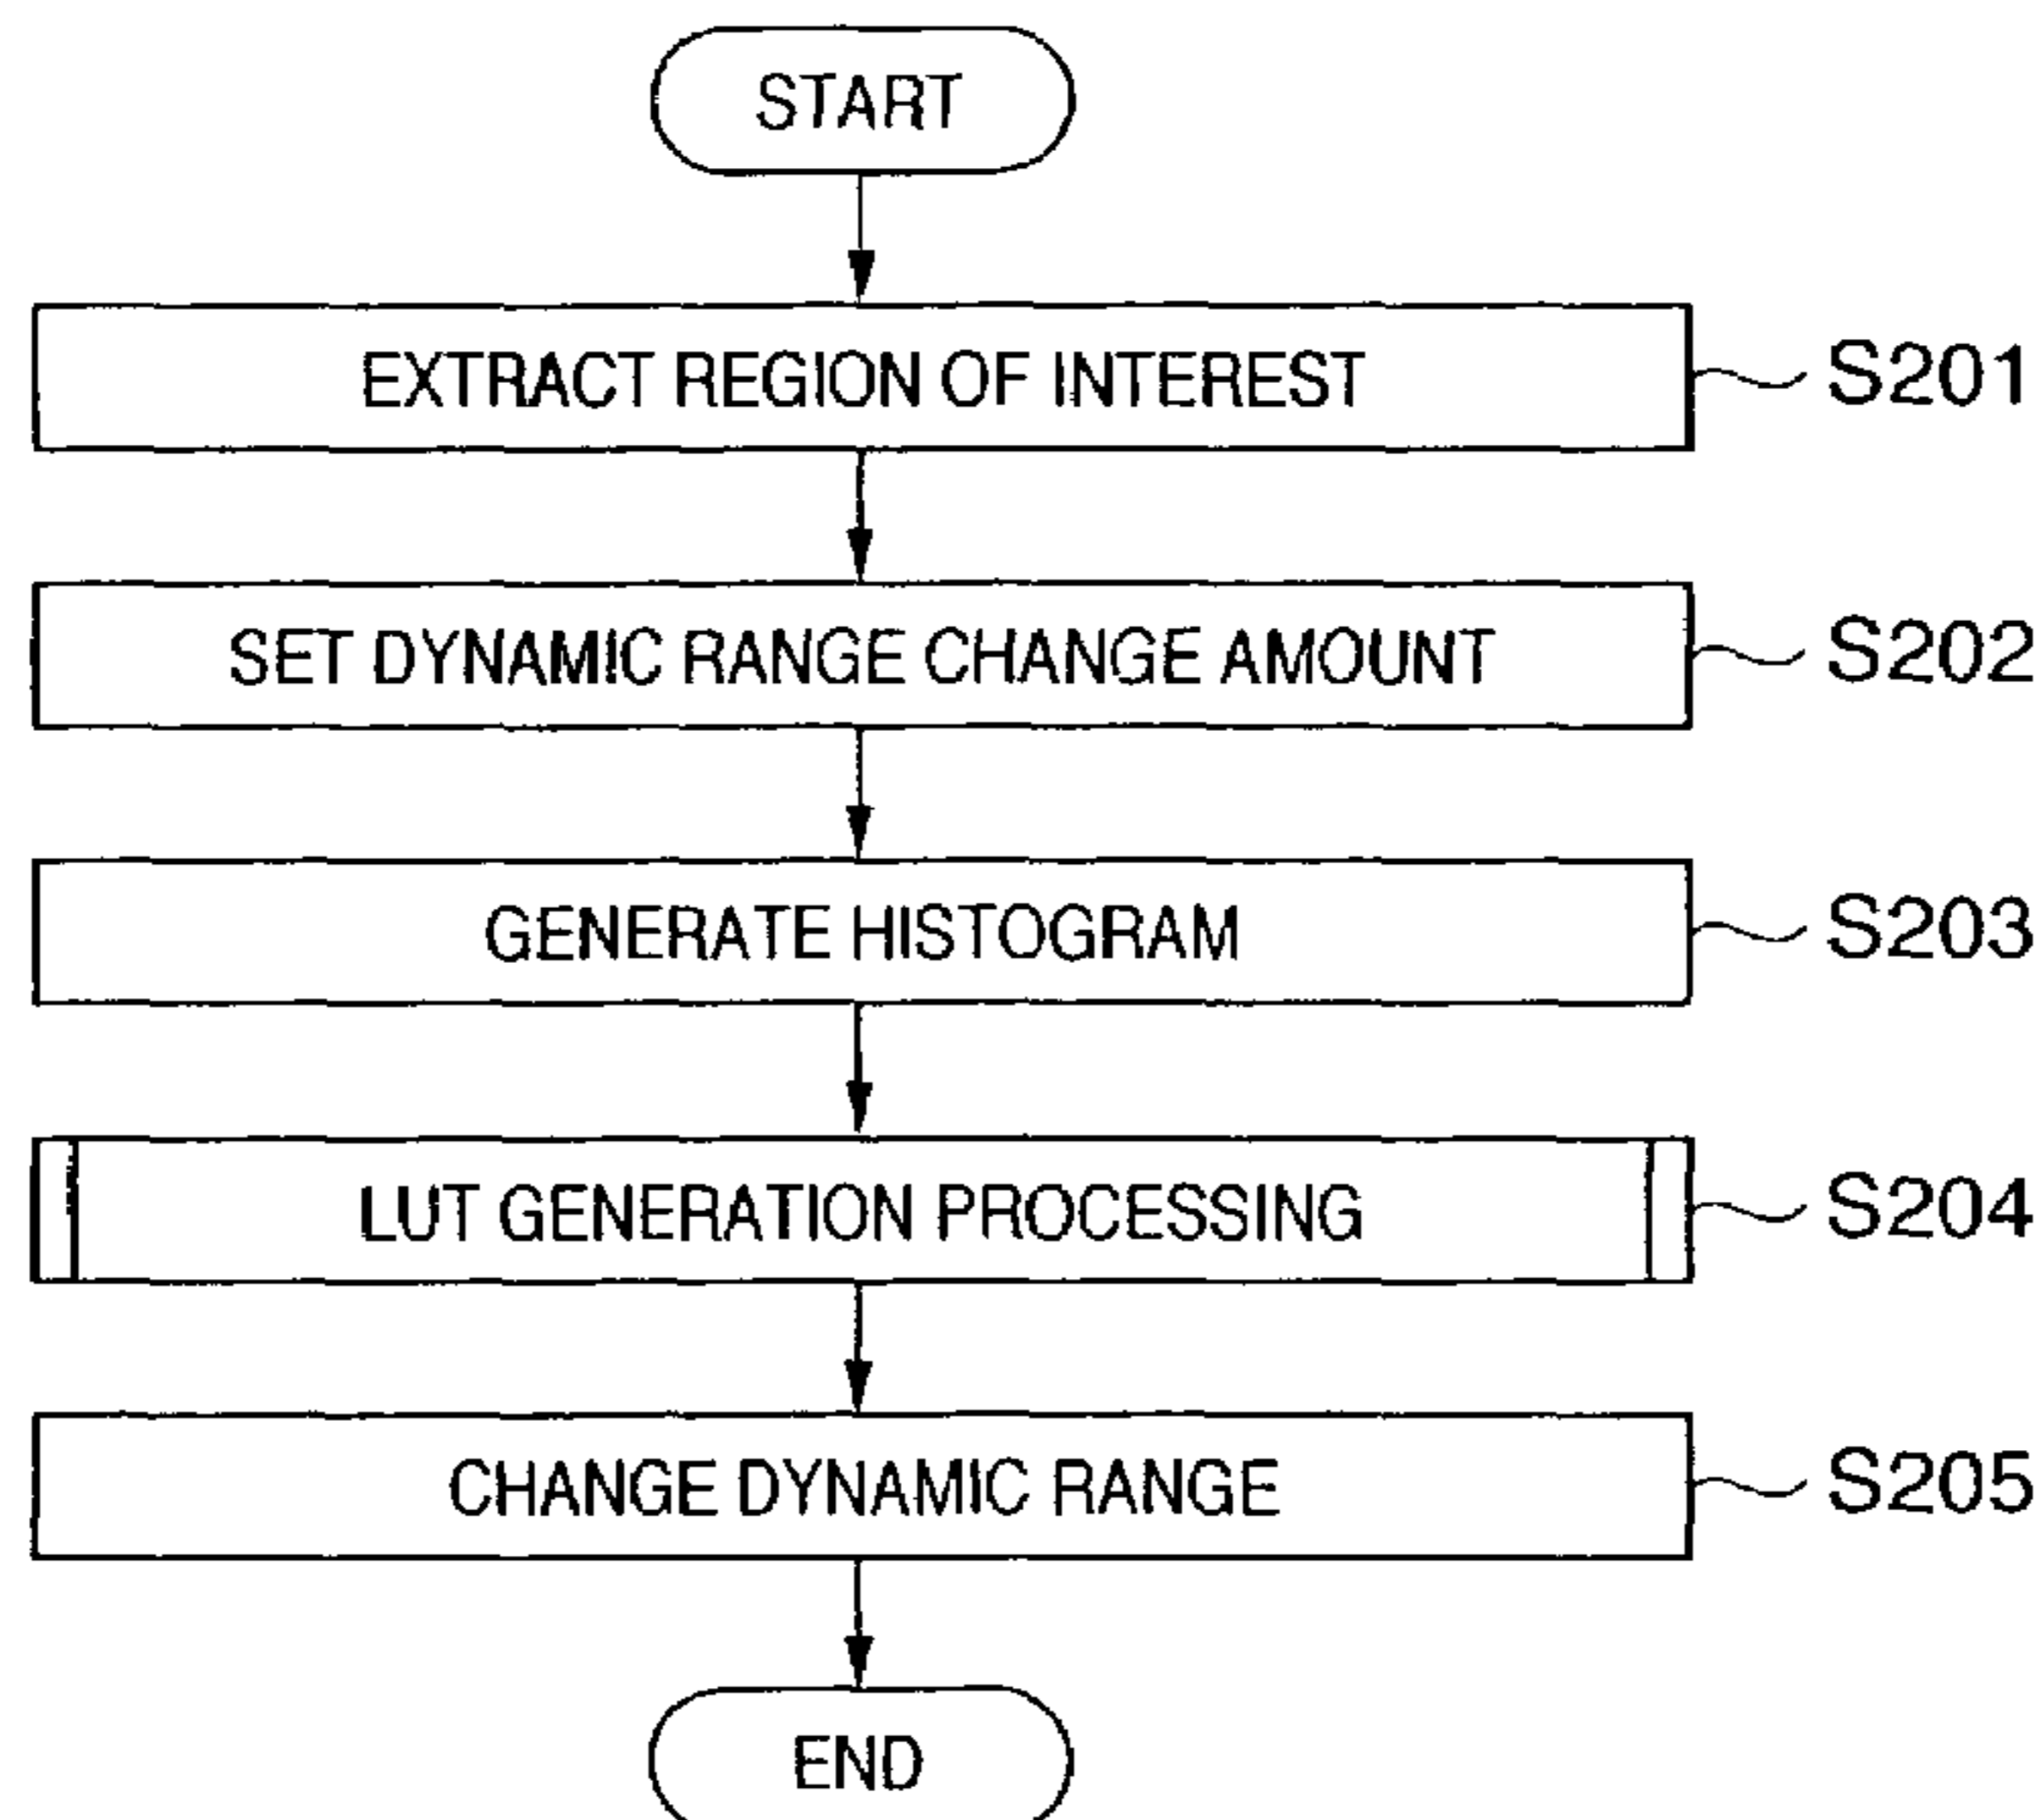 START
EXTRACT REGION OF INTEREST
S201
SET DYNAMIC RANGE CHANGE AMOUNT
S202
GENERATE HISTOGRAM
S203
LUT GENERATION PROCESSING
S204
CHANGE DYNAMIC RANGE
S205
END